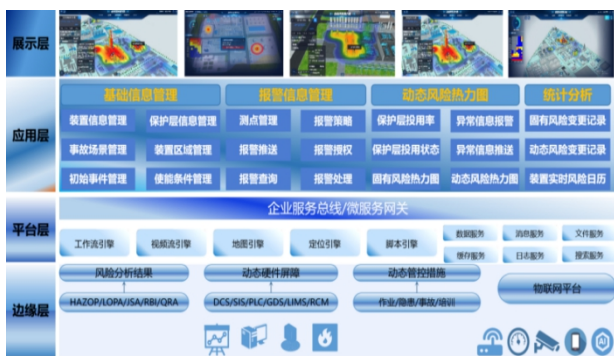 展示层
应用层
基础信息管理 报警信息管理 动态风险热力图 统计分析
装置信息管理 保护层信息管理 测点管理 报警策略 保护层投用率 异常信息报警 固有风险变更记录
事故场景管理 装置区域管理 报警推送 报警授权 保护层投用状态 异常信息推送 动态风险变更记录
初始事件管理 使能条件管理 报警查询 报警处理 固有风险热力图 动态风险热力图 装置实时风险日历
平台层
企业服务总线/微服务网关
工作流引擎 视频流引擎 地图引擎 定位引擎 脚本引擎
数据服务 消息服务 文件服务
缓存服务 日志服务 搜索服务
边缘层
风险分析结果 动态硬件屏障 动态管控措施
物联网平台
HAZOP/LOPA/JSA/RBI/QRA DCS/SIS/PLC/GDS/LIMS/RCM 作业/隐患/事故/培训